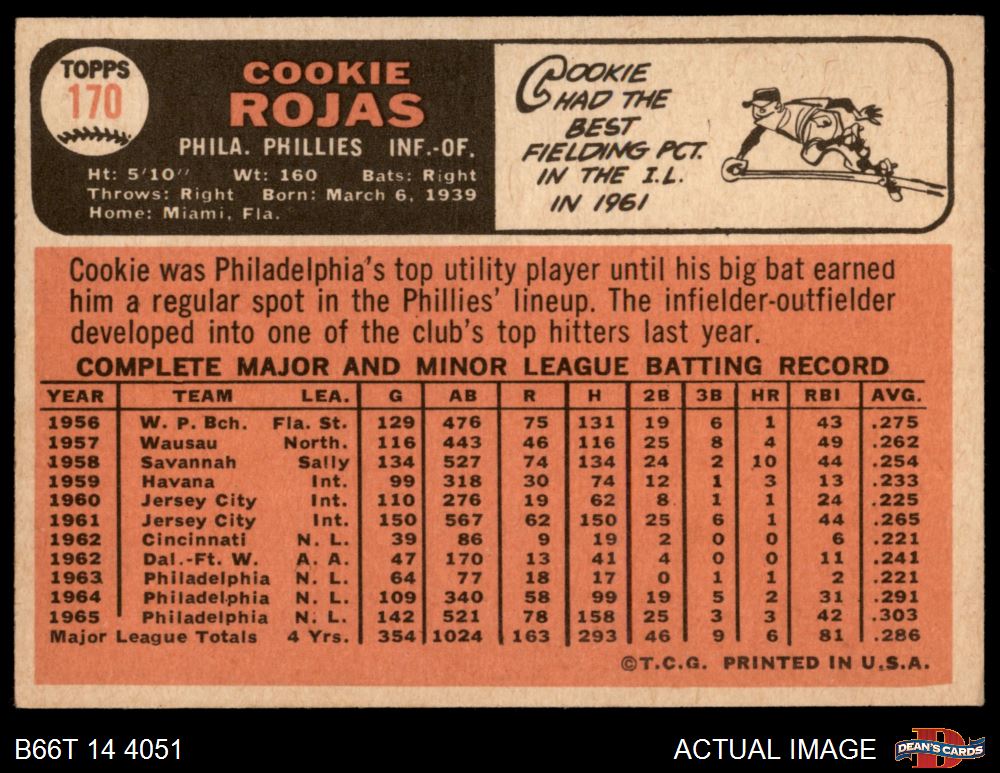 TOPPS
170
COOKIE
ROJAS
PHILA. PHILLIES INF.-OF.
Ht: 5'10" Wt: 160 Bats: Right
Throws: Right Born: March 6, 1939
Home: Miami, Fla.
COOKIE
HAD THE
BEST
FIELDING PCT.
IN THE I.L.
IN 1961
Cookie was Philadelphia's top utility player until his big bat earned
him a regular spot in the Phillies' lineup. The infielder-outfielder
developed into one of the club's top hitters last year.
COMPLETE MAJOR AND MINOR LEAGUE BATTING RECORD
YEAR TEAM LEA. G AB R H 2B 3B HR RBI AVG.
1956 W. P. Bch. Fla. St. 129 476 75 131 19 6 1 43 .275
1957 Wausau North. 116 443 46 116 25 8 4 49 .262
1958 Savannah Sally 134 527 74 134 24 2 10 44 .254
1959 Havana Int. 99 318 30 74 12 1 3 13 .233
1960 Jersey City Int. 110 276 19 62 8 1 1 24 .225
1961 Jersey City Int. 150 567 62 150 25 6 1 44 .265
1962 Cincinnati N. L. 39 86 9 19 2 0 0 6 .221
1962 Dal.-Ft. W. A. A. 47 170 13 41 4 0 0 11 .241
1963 Philadelphia N. L. 64 77 18 17 0 1 1 2 .221
1964 Philadelphia N. L. 109 340 58 99 19 5 2 31 .291
1965 Philadelphia N. L. 142 521 78 158 25 3 3 42 .303
Major League Totals 4 Yrs. 354 1024 163 293 46 9 6 81 .286
©T.C.G. PRINTED IN U.S.A.
B66T 14 4051
ACTUAL IMAGE
DEAN'S CARDS